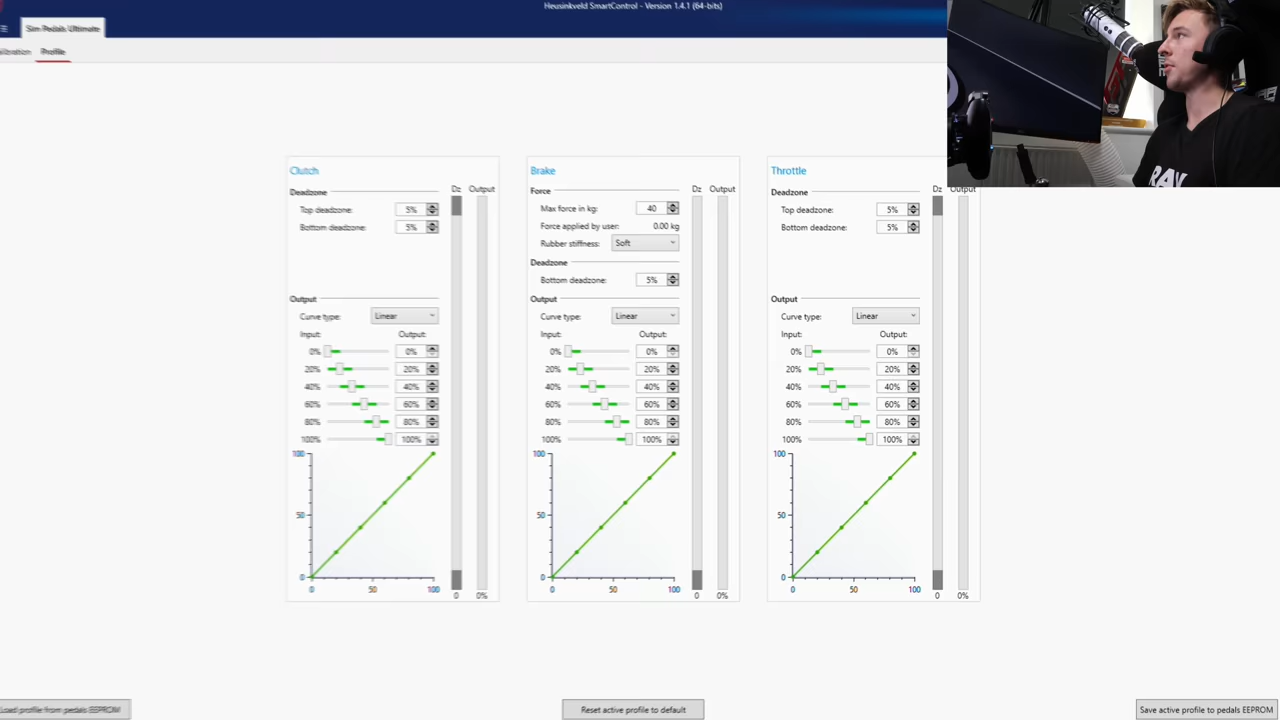 Heusinkveld SmartControl - Version 1.4.1 (64-bits)
Sim Pedals Ultimate
Profile
Clutch
Deadzone
Dz Output
Top deadzone: 5%
Bottom deadzone: 5%
Output
Curve type: Linear
Input: Output:
0% 0%
20% 20%
40% 40%
60% 60%
80% 80%
100% 100%
100
50
0
0 50 100
0 0%
Brake
Force
Dz Output
Max force in kg: 40
Force applied by user: 0.00 kg
Rubber stiffness: Soft
Deadzone
Bottom deadzone: 5%
Output
Curve type: Linear
Input: Output:
0% 0%
20% 20%
40% 40%
60% 60%
80% 80%
100% 100%
100
50
0
0 50 100
0 0%
Throttle
Deadzone
Dz Output
Top deadzone: 5%
Bottom deadzone: 5%
Output
Curve type: Linear
Input: Output:
0% 0%
20% 20%
40% 40%
60% 60%
80% 80%
100% 100%
100
50
0
0 50 100
0 0%
Load profile from pedals EEPROM
Reset active profile to default
Save active profile to pedals EEPROM